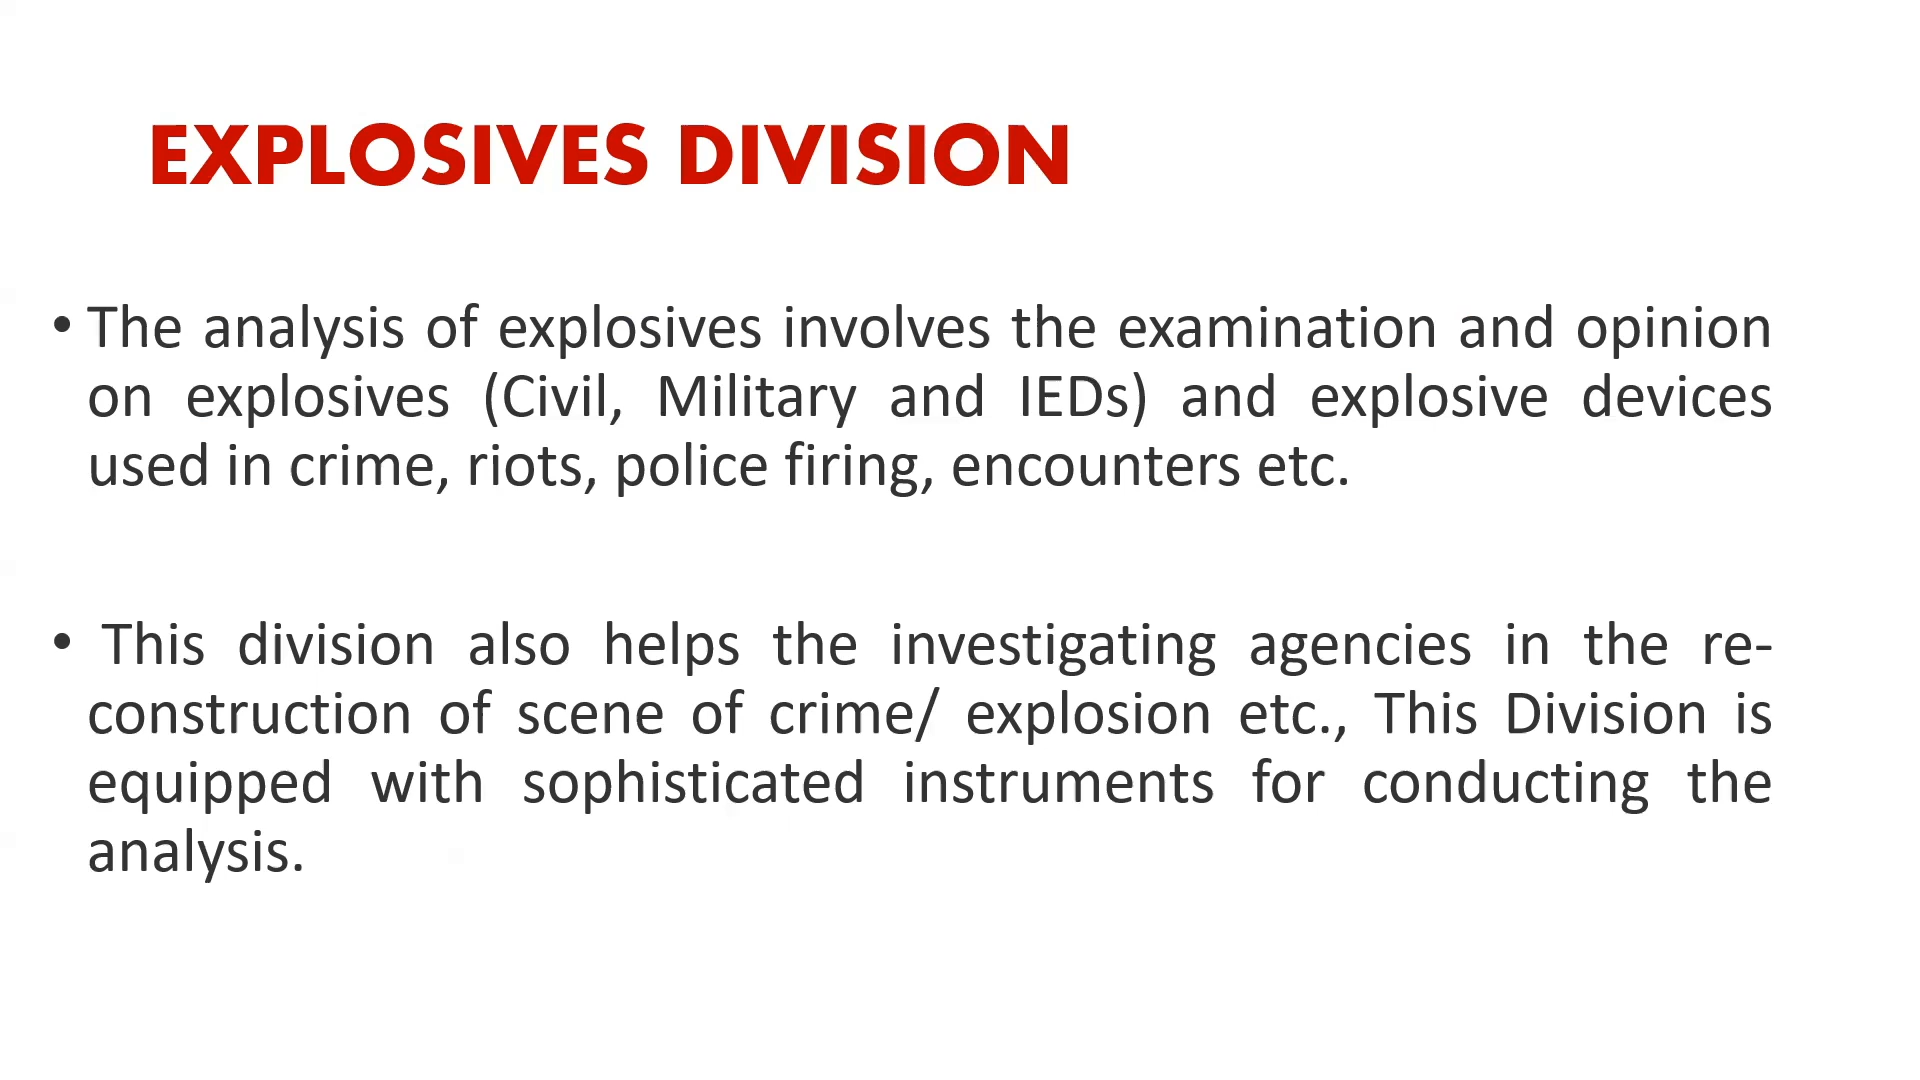 EXPLOSIVES DIVISION
• The analysis of explosives involves the examination and opinion
on explosives (Civil, Military and IEDs) and explosive devices
used in crime, riots, police firing, encounters etc.
• This division also helps the investigating agencies in the re-
construction of scene of crime/ explosion etc., This Division is
equipped with sophisticated instruments for conducting the
analysis.